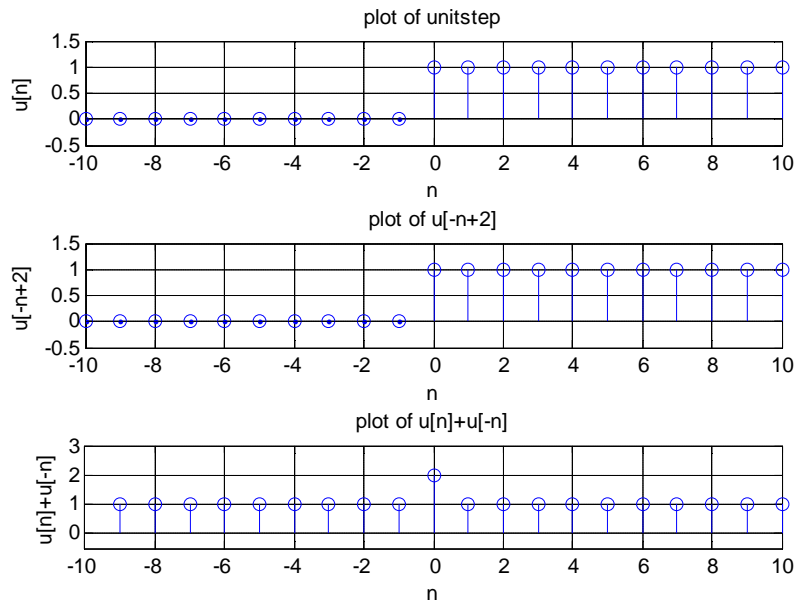 plot of unitstep
u[n]
1.5
1
0.5
0
-0.5
-10 -8 -6 -4 -2 0 2 4 6 8 10
n
plot of u[-n+2]
u[-n+2]
1.5
1
0.5
0
-0.5
-10 -8 -6 -4 -2 0 2 4 6 8 10
n
plot of u[n]+u[-n]
u[n]+u[-n]
3
2
1
0
-10 -8 -6 -4 -2 0 2 4 6 8 10
n